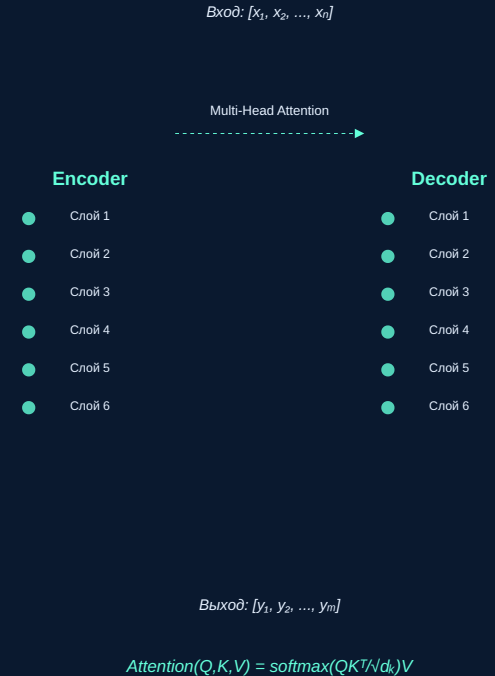 Вход: [x₁, x₂, ..., xₙ]
Multi-Head Attention
Encoder
Слой 1
Слой 2
Слой 3
Слой 4
Слой 5
Слой 6
Decoder
Слой 1
Слой 2
Слой 3
Слой 4
Слой 5
Слой 6
Выход: [y₁, y₂, ..., yₘ]
Attention(Q,K,V) = softmax(QKᵀ/√dₖ)V